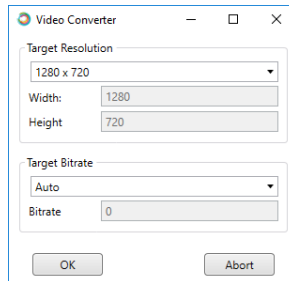 Video Converter
Target Resolution
1280 x 720
Width: 1280
Height 720
Target Bitrate
Auto
Bitrate 0
OK Abort